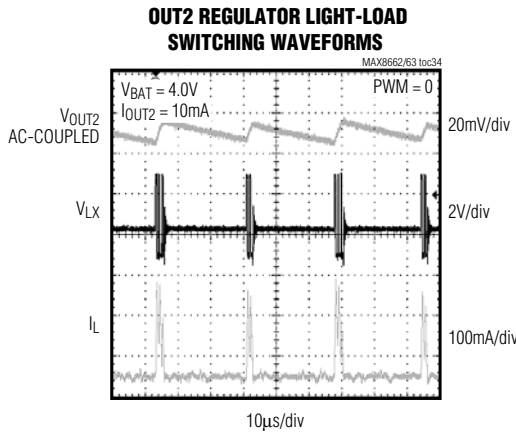 OUT2 REGULATOR LIGHT-LOAD
SWITCHING WAVEFORMS
MAX8662/63 toc34
VBAT = 4.0V
IOUT2 = 10mA
PWM = 0
VOUT2
AC-COUPLED
20mV/div
VLX
2V/div
IL
100mA/div
10µs/div